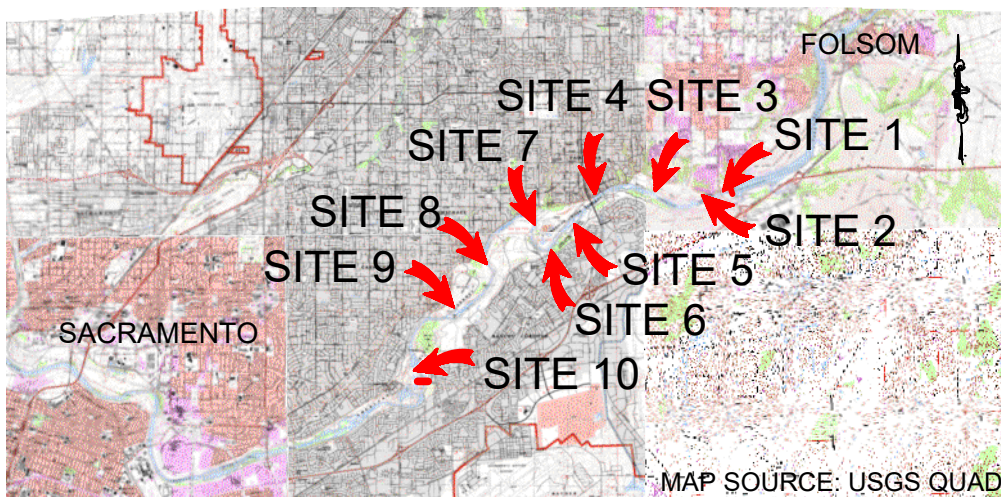 FOLSOM
SITE 4 SITE 3
SITE 7
SITE 1
SITE 8
SITE 2
SITE 9
SITE 5
SITE 6
SACRAMENTO
SITE 10
MAP SOURCE: USGS QUAD